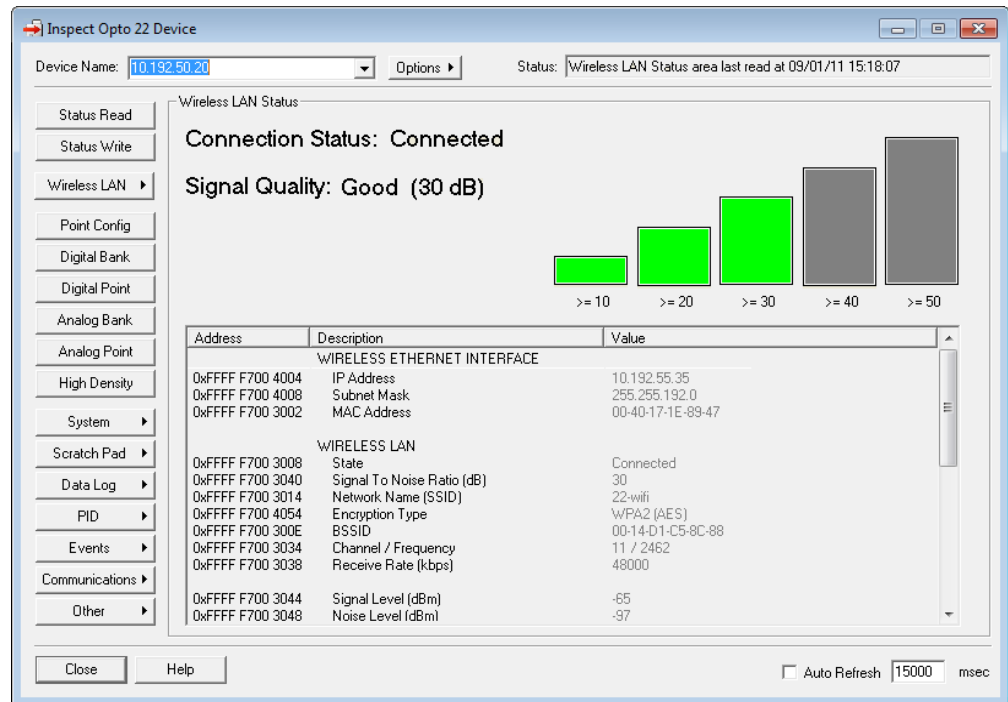 Inspect Opto 22 Device
Device Name: 10.192.50.20 Options Status: Wireless LAN Status area last read at 09/01/11 15:18:07
Status Read
Status Write
Wireless LAN
Point Config
Digital Bank
Digital Point
Analog Bank
Analog Point
High Density
System
Scratch Pad
Data Log
PID
Events
Communications
Other
Wireless LAN Status
Connection Status: Connected
Signal Quality: Good (30 dB)
>= 10 >= 20 >= 30 >= 40 >= 50
Address Description Value
WIRELESS ETHERNET INTERFACE
0xFFFF F700 4004 IP Address 10.192.55.35
0xFFFF F700 4008 Subnet Mask 255.255.192.0
0xFFFF F700 3002 MAC Address 00-40-17-1E-89-47
WIRELESS LAN
0xFFFF F700 3008 State Connected
0xFFFF F700 3040 Signal To Noise Ratio (dB) 30
0xFFFF F700 3014 Network Name (SSID) 22-wifi
0xFFFF F700 4054 Encryption Type WPA2 (AES)
0xFFFF F700 300E BSSID 00-14-D1-C5-8C-88
0xFFFF F700 3034 Channel / Frequency 11 / 2462
0xFFFF F700 3038 Receive Rate (kbps) 48000
0xFFFF F700 3044 Signal Level (dBm) -65
0xFFFF F700 3048 Noise Level (dBm) -97
Close Help Auto Refresh 15000 msec